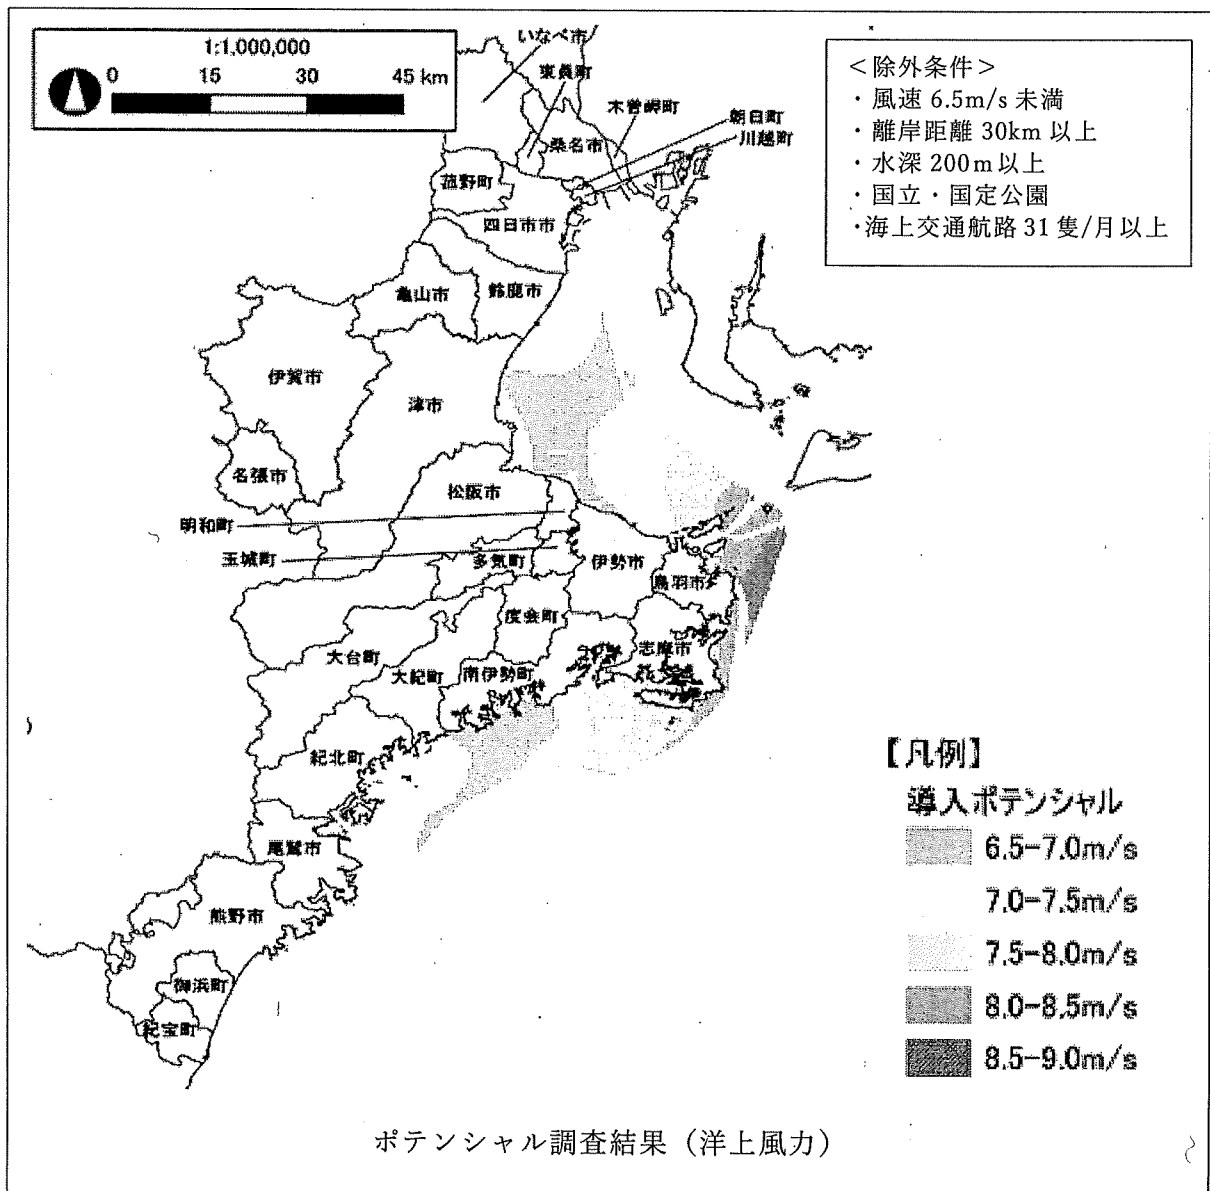 1:1,000,000
0 15 30 45 km
<除外条件>
・風速 6.5m/s 未満
・離岸距離 30km 以上
・水深 200m以上
・国立・国定公園
・海上交通航路 31 隻/月以上
いなべ市
東員町
木曽岬町
朝日町
川越町
桑名市
菰野町
四日市市
亀山市
鈴鹿市
伊賀市
津市
名張市
松阪市
明和町
玉城町
多気町
伊勢市
鳥羽市
度会町
志摩市
大台町
大紀町
南伊勢町
紀北町
尾鷲市
熊野市
御浜町
紀宝町
【凡例】
導入ポテンシャル
6.5-7.0m/s
7.0-7.5m/s
7.5-8.0m/s
8.0-8.5m/s
8.5-9.0m/s
ポテンシャル調査結果（洋上風力）